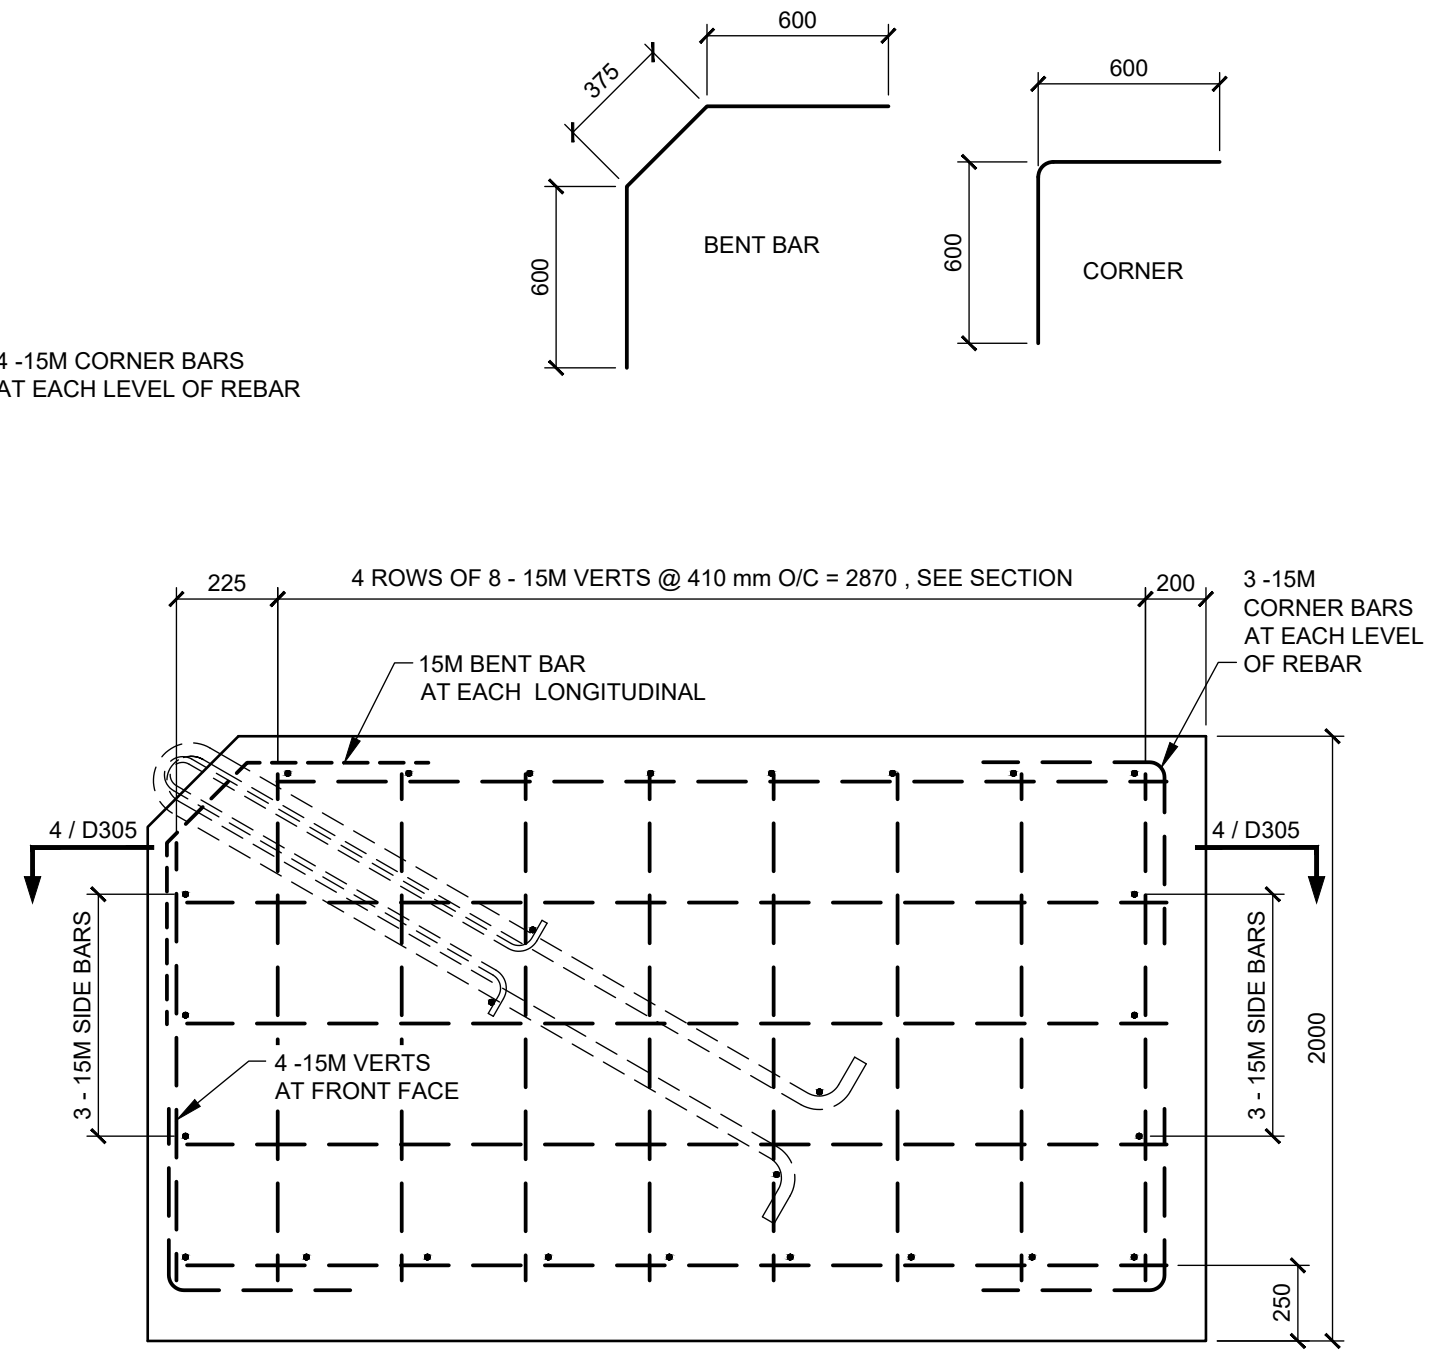 600
375
600
BENT BAR
600
600
CORNER
4 -15M CORNER BARS
AT EACH LEVEL OF REBAR
225
4 ROWS OF 8 - 15M VERTS @ 410 mm O/C = 2870 , SEE SECTION
200
3 -15M
CORNER BARS
AT EACH LEVEL
OF REBAR
15M BENT BAR
AT EACH LONGITUDINAL
4 / D305
4 / D305
3 - 15M SIDE BARS
3 - 15M SIDE BARS
2000
4 -15M VERTS
AT FRONT FACE
250